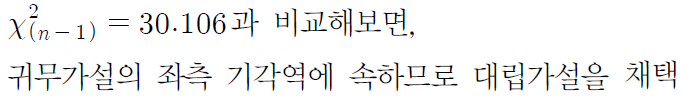 χ²₍ₙ₋₁₎ = 30.106과 비교해보면,
귀무가설의 좌측 기각역에 속하므로 대립가설을 채택